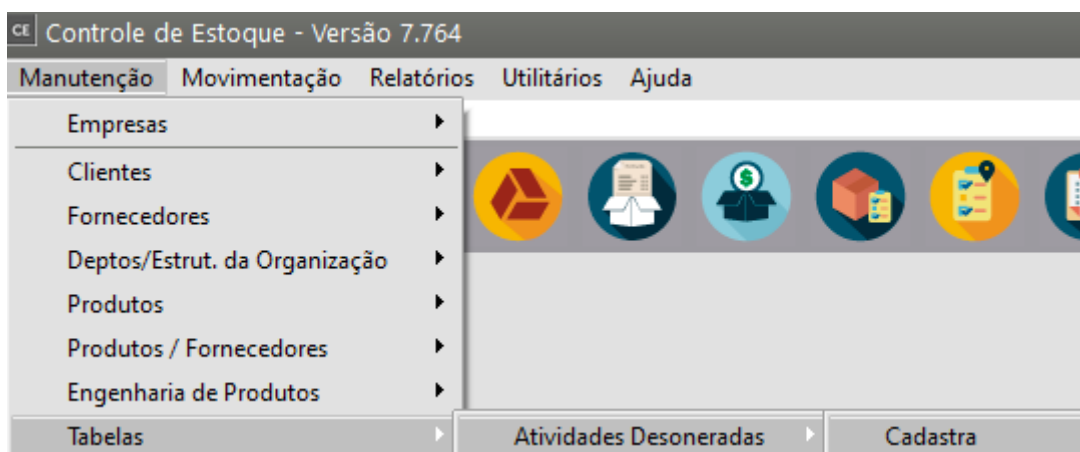 CE Controle de Estoque - Versão 7.764
Manutenção Movimentação Relatórios Utilitários Ajuda
Empresas
Clientes
Fornecedores
Deptos/Estrut. da Organização
Produtos
Produtos / Fornecedores
Engenharia de Produtos
Tabelas Atividades Desoneradas Cadastra